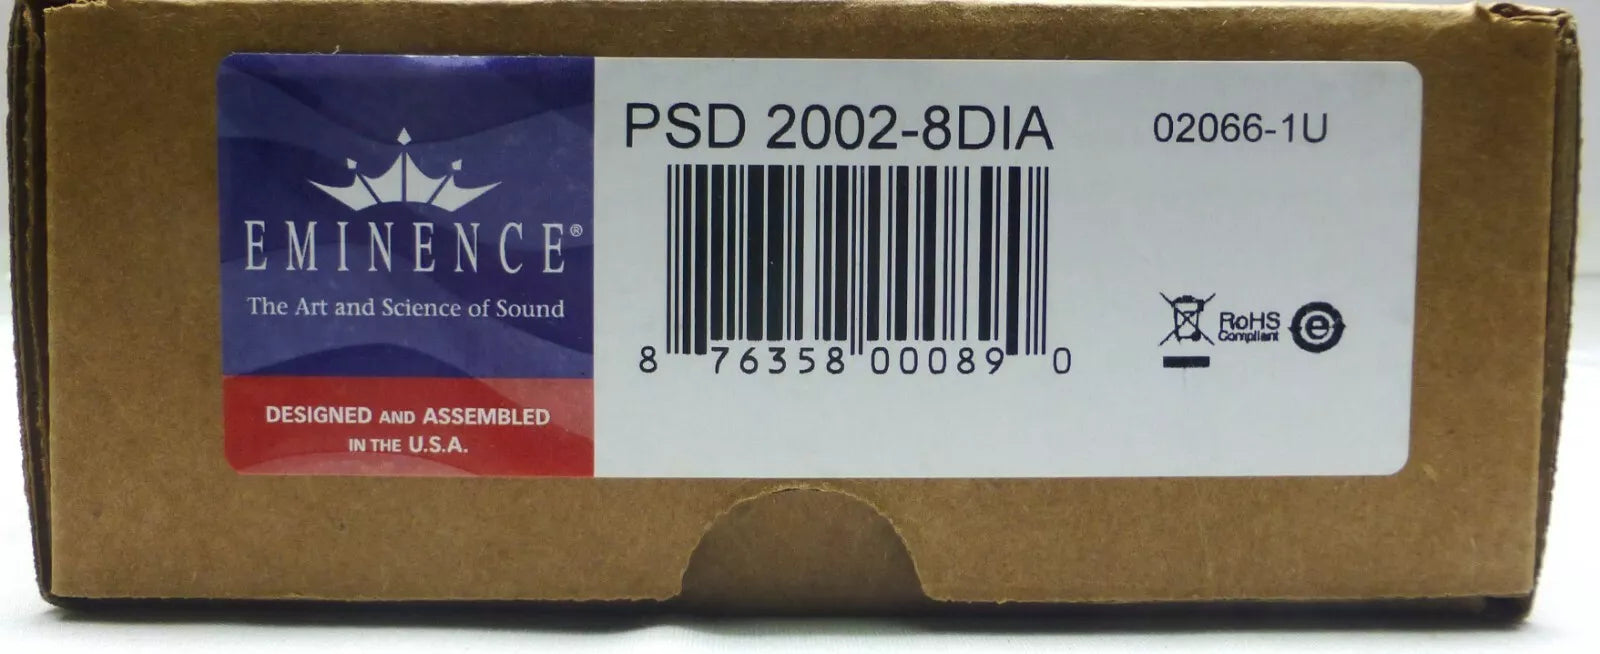 EMINENCE®
The Art and Science of Sound
DESIGNED AND ASSEMBLED
IN THE U.S.A.
PSD 2002-8DIA
02066-1U
8 76358 00089 0
RoHS
Compliant
e